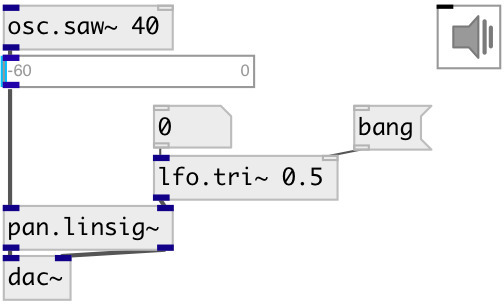 osc.saw~ 40
-60 0
0
bang
lfo.tri~ 0.5
pan.linsig~
dac~